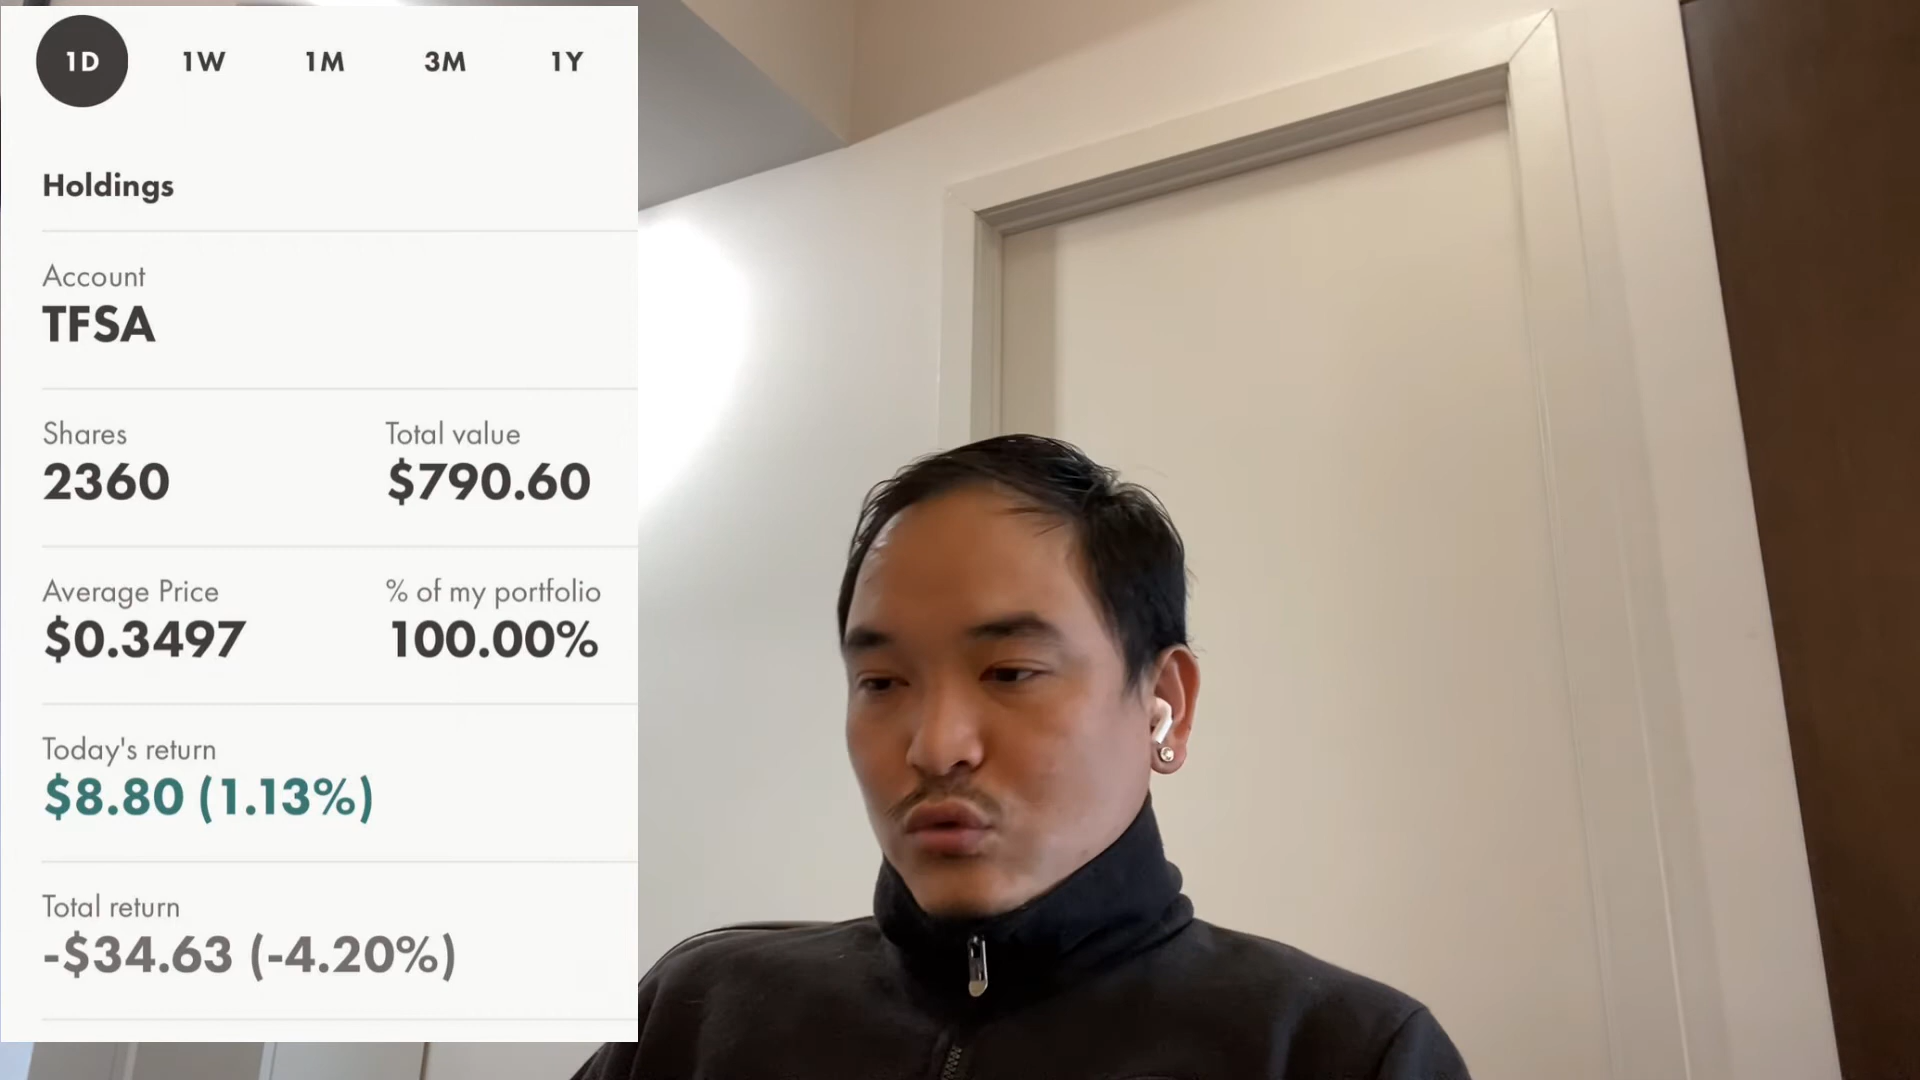 1D 1W 1M 3M 1Y
Holdings
Account
TFSA
Shares Total value
2360 $790.60
Average Price % of my portfolio
$0.3497 100.00%
Today's return
$8.80 (1.13%)
Total return
-$34.63 (-4.20%)